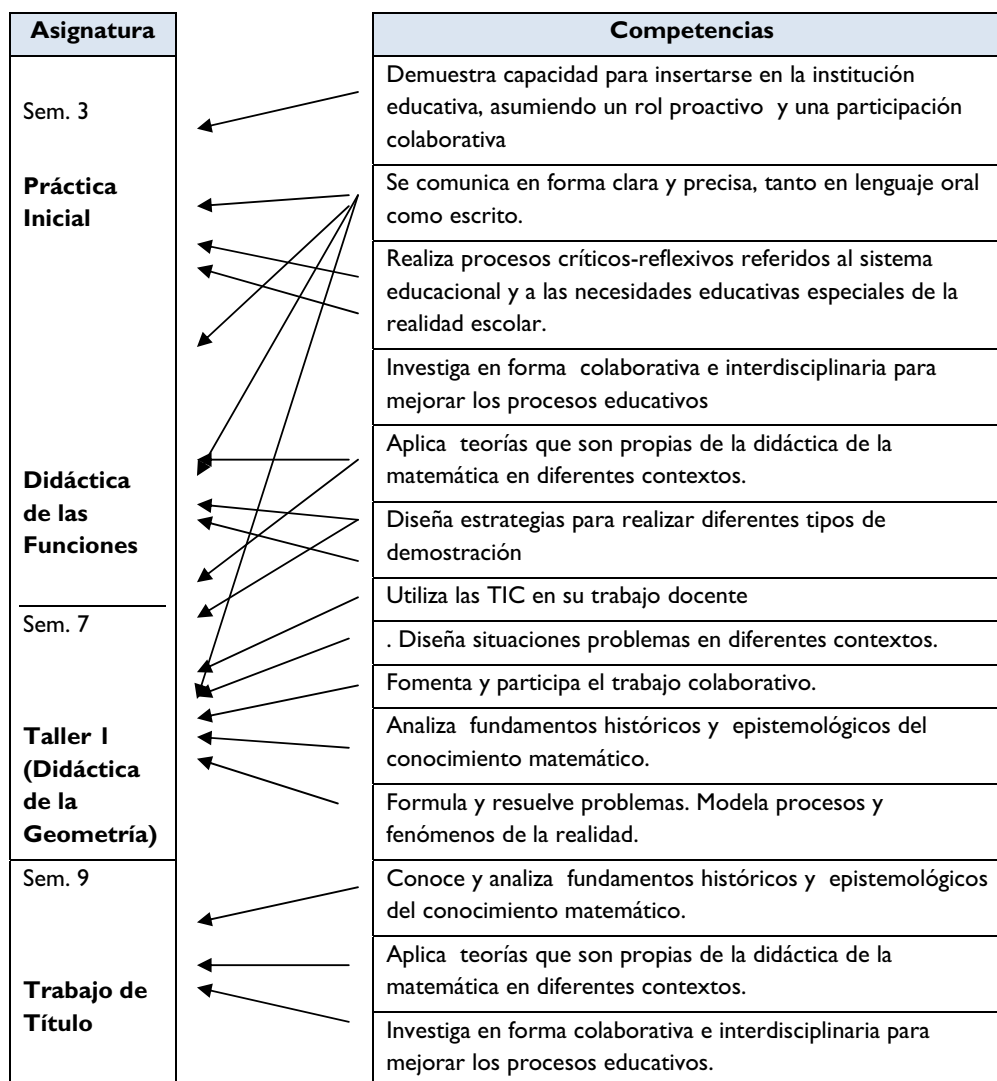 Asignatura
Sem. 3
Práctica
Inicial
Didáctica
de las
Funciones
Sem. 7
Taller I
(Didáctica
de la
Geometría)
Sem. 9
Trabajo de
Título
Competencias
Demuestra capacidad para insertarse en la institución
educativa, asumiendo un rol proactivo y una participación
colaborativa
Se comunica en forma clara y precisa, tanto en lenguaje oral
como escrito.
Realiza procesos críticos-reflexivos referidos al sistema
educacional y a las necesidades educativas especiales de la
realidad escolar.
Investiga en forma colaborativa e interdisciplinaria para
mejorar los procesos educativos
Aplica teorías que son propias de la didáctica de la
matemática en diferentes contextos.
Diseña estrategias para realizar diferentes tipos de
demostración
Utiliza las TIC en su trabajo docente
. Diseña situaciones problemas en diferentes contextos.
Fomenta y participa el trabajo colaborativo.
Analiza fundamentos históricos y epistemológicos del
conocimiento matemático.
Formula y resuelve problemas. Modela procesos y
fenómenos de la realidad.
Conoce y analiza fundamentos históricos y epistemológicos
del conocimiento matemático.
Aplica teorías que son propias de la didáctica de la
matemática en diferentes contextos.
Investiga en forma colaborativa e interdisciplinaria para
mejorar los procesos educativos.